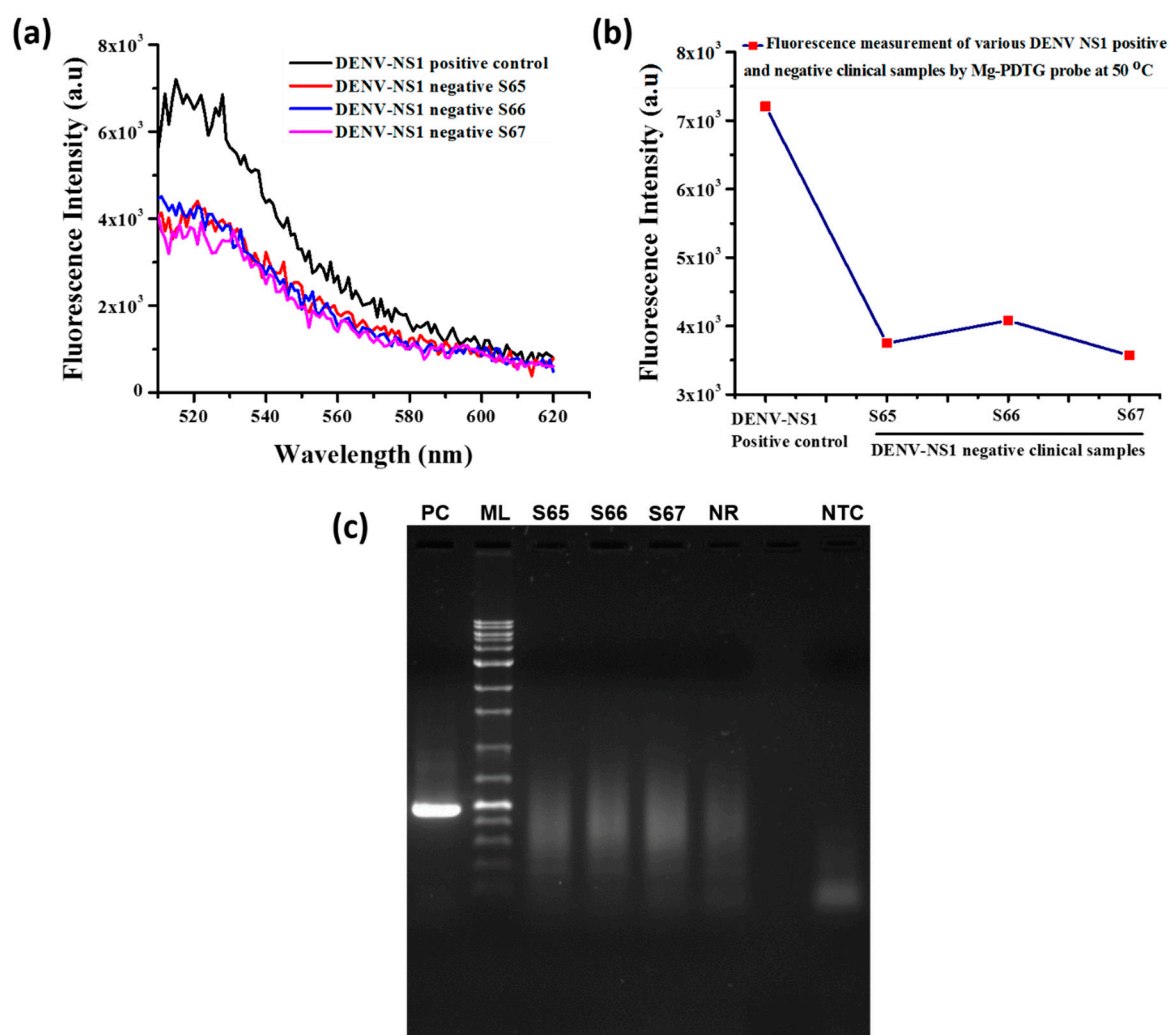 (a)
Fluorescence Intensity (a.u)
8x10³
6x10³
4x10³
2x10³
0
DENV-NS1 positive control
DENV-NS1 negative S65
DENV-NS1 negative S66
DENV-NS1 negative S67
520 540 560 580 600 620
Wavelength (nm)
(b)
Fluorescence Intensity (a.u)
8x10³
7x10³
6x10³
5x10³
4x10³
3x10³
Fluorescence measurement of various DENV NS1 positive
and negative clinical samples by Mg-PDTG probe at 50 ⁰C
DENV-NS1
Positive control
S65 S66 S67
DENV-NS1 negative clinical samples
(c)
PC ML S65 S66 S67 NR NTC